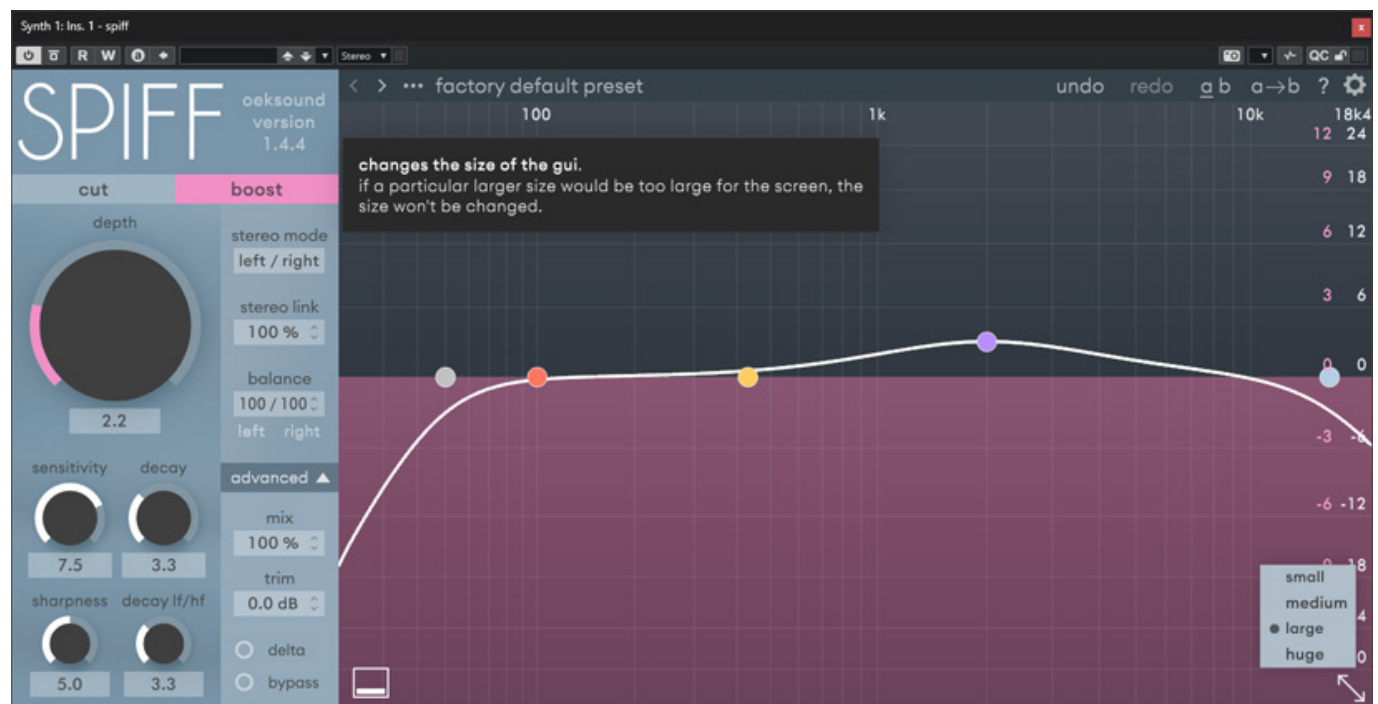 Synth 1: Ins. 1 - spiff
x
R W a Stereo QC
SPIFF
oeksound
version
1.4.4
cut boost
depth
2.2
sensitivity decay
7.5 3.3
sharpness decay lf/hf
5.0 3.3
stereo mode
left / right
stereo link
100 %
balance
100 / 100
left right
advanced
mix
100 %
trim
0.0 dB
delta
bypass
< > ••• factory default preset undo redo a b a→b ?
100 1k 10k 18k4
changes the size of the gui.
if a particular larger size would be too large for the screen, the
size won't be changed.
12 24
9 18
6 12
3 6
0 0
-3 -6
-6 -12
small
medium
large
huge